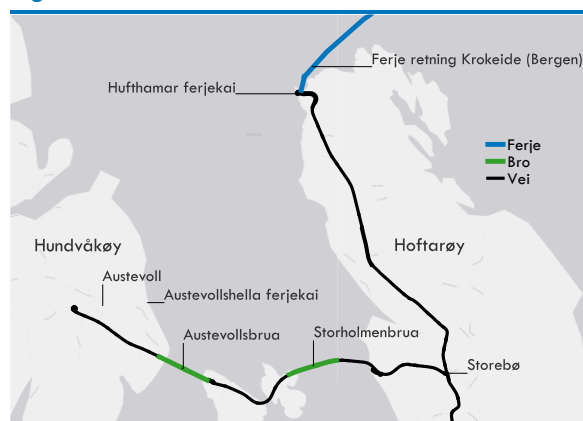 Ferje retning Krokeide (Bergen)
Hufthamar ferjekai
Ferje
Bro
Vei
Hundvåkøy
Hoftarøy
Austevoll
Austevollshella ferjekai
Austevollsbrua
Storholmenbrua
Storebø